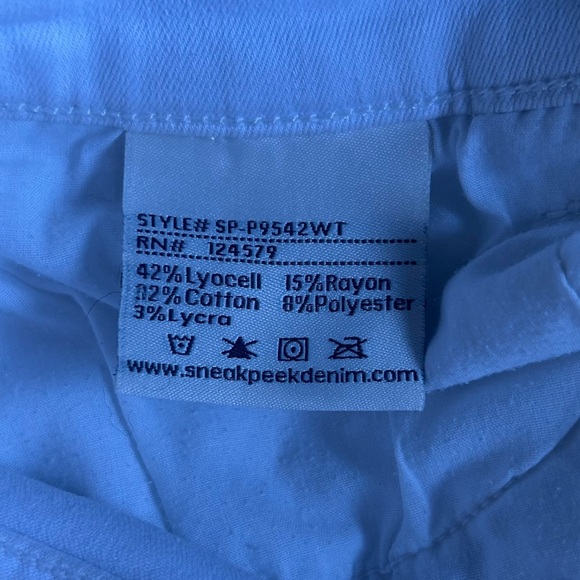 STYLE# SP-P9542WT
RN# 124579
42%Lyocell 15%Rayon
32%Cotton 8%Polyester
3%Lycra
www.sneakpeekdenim.com